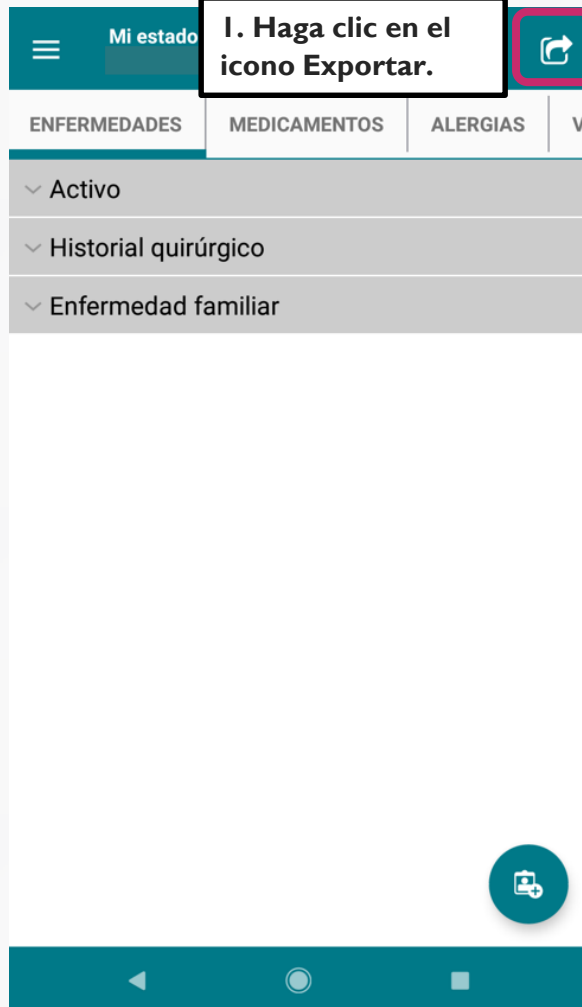 Mi estado
1. Haga clic en el
icono Exportar.
ENFERMEDADES MEDICAMENTOS ALERGIAS V
Activo
Historial quirúrgico
Enfermedad familiar